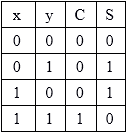 x y C S
0 0 0 0
0 1 0 1
1 0 0 1
1 1 1 0